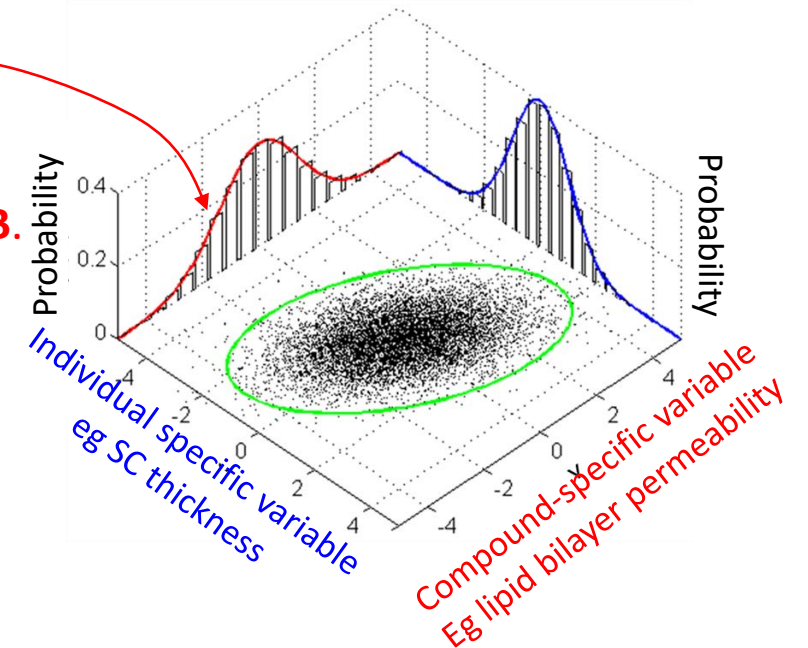 B.
Probability
Probability
0.4
0.2
0
-4
-2
0
2
4
-4
-2
0
2
4
Individual specific variable
eg SC thickness
Compound-specific variable
Eg lipid bilayer permeability